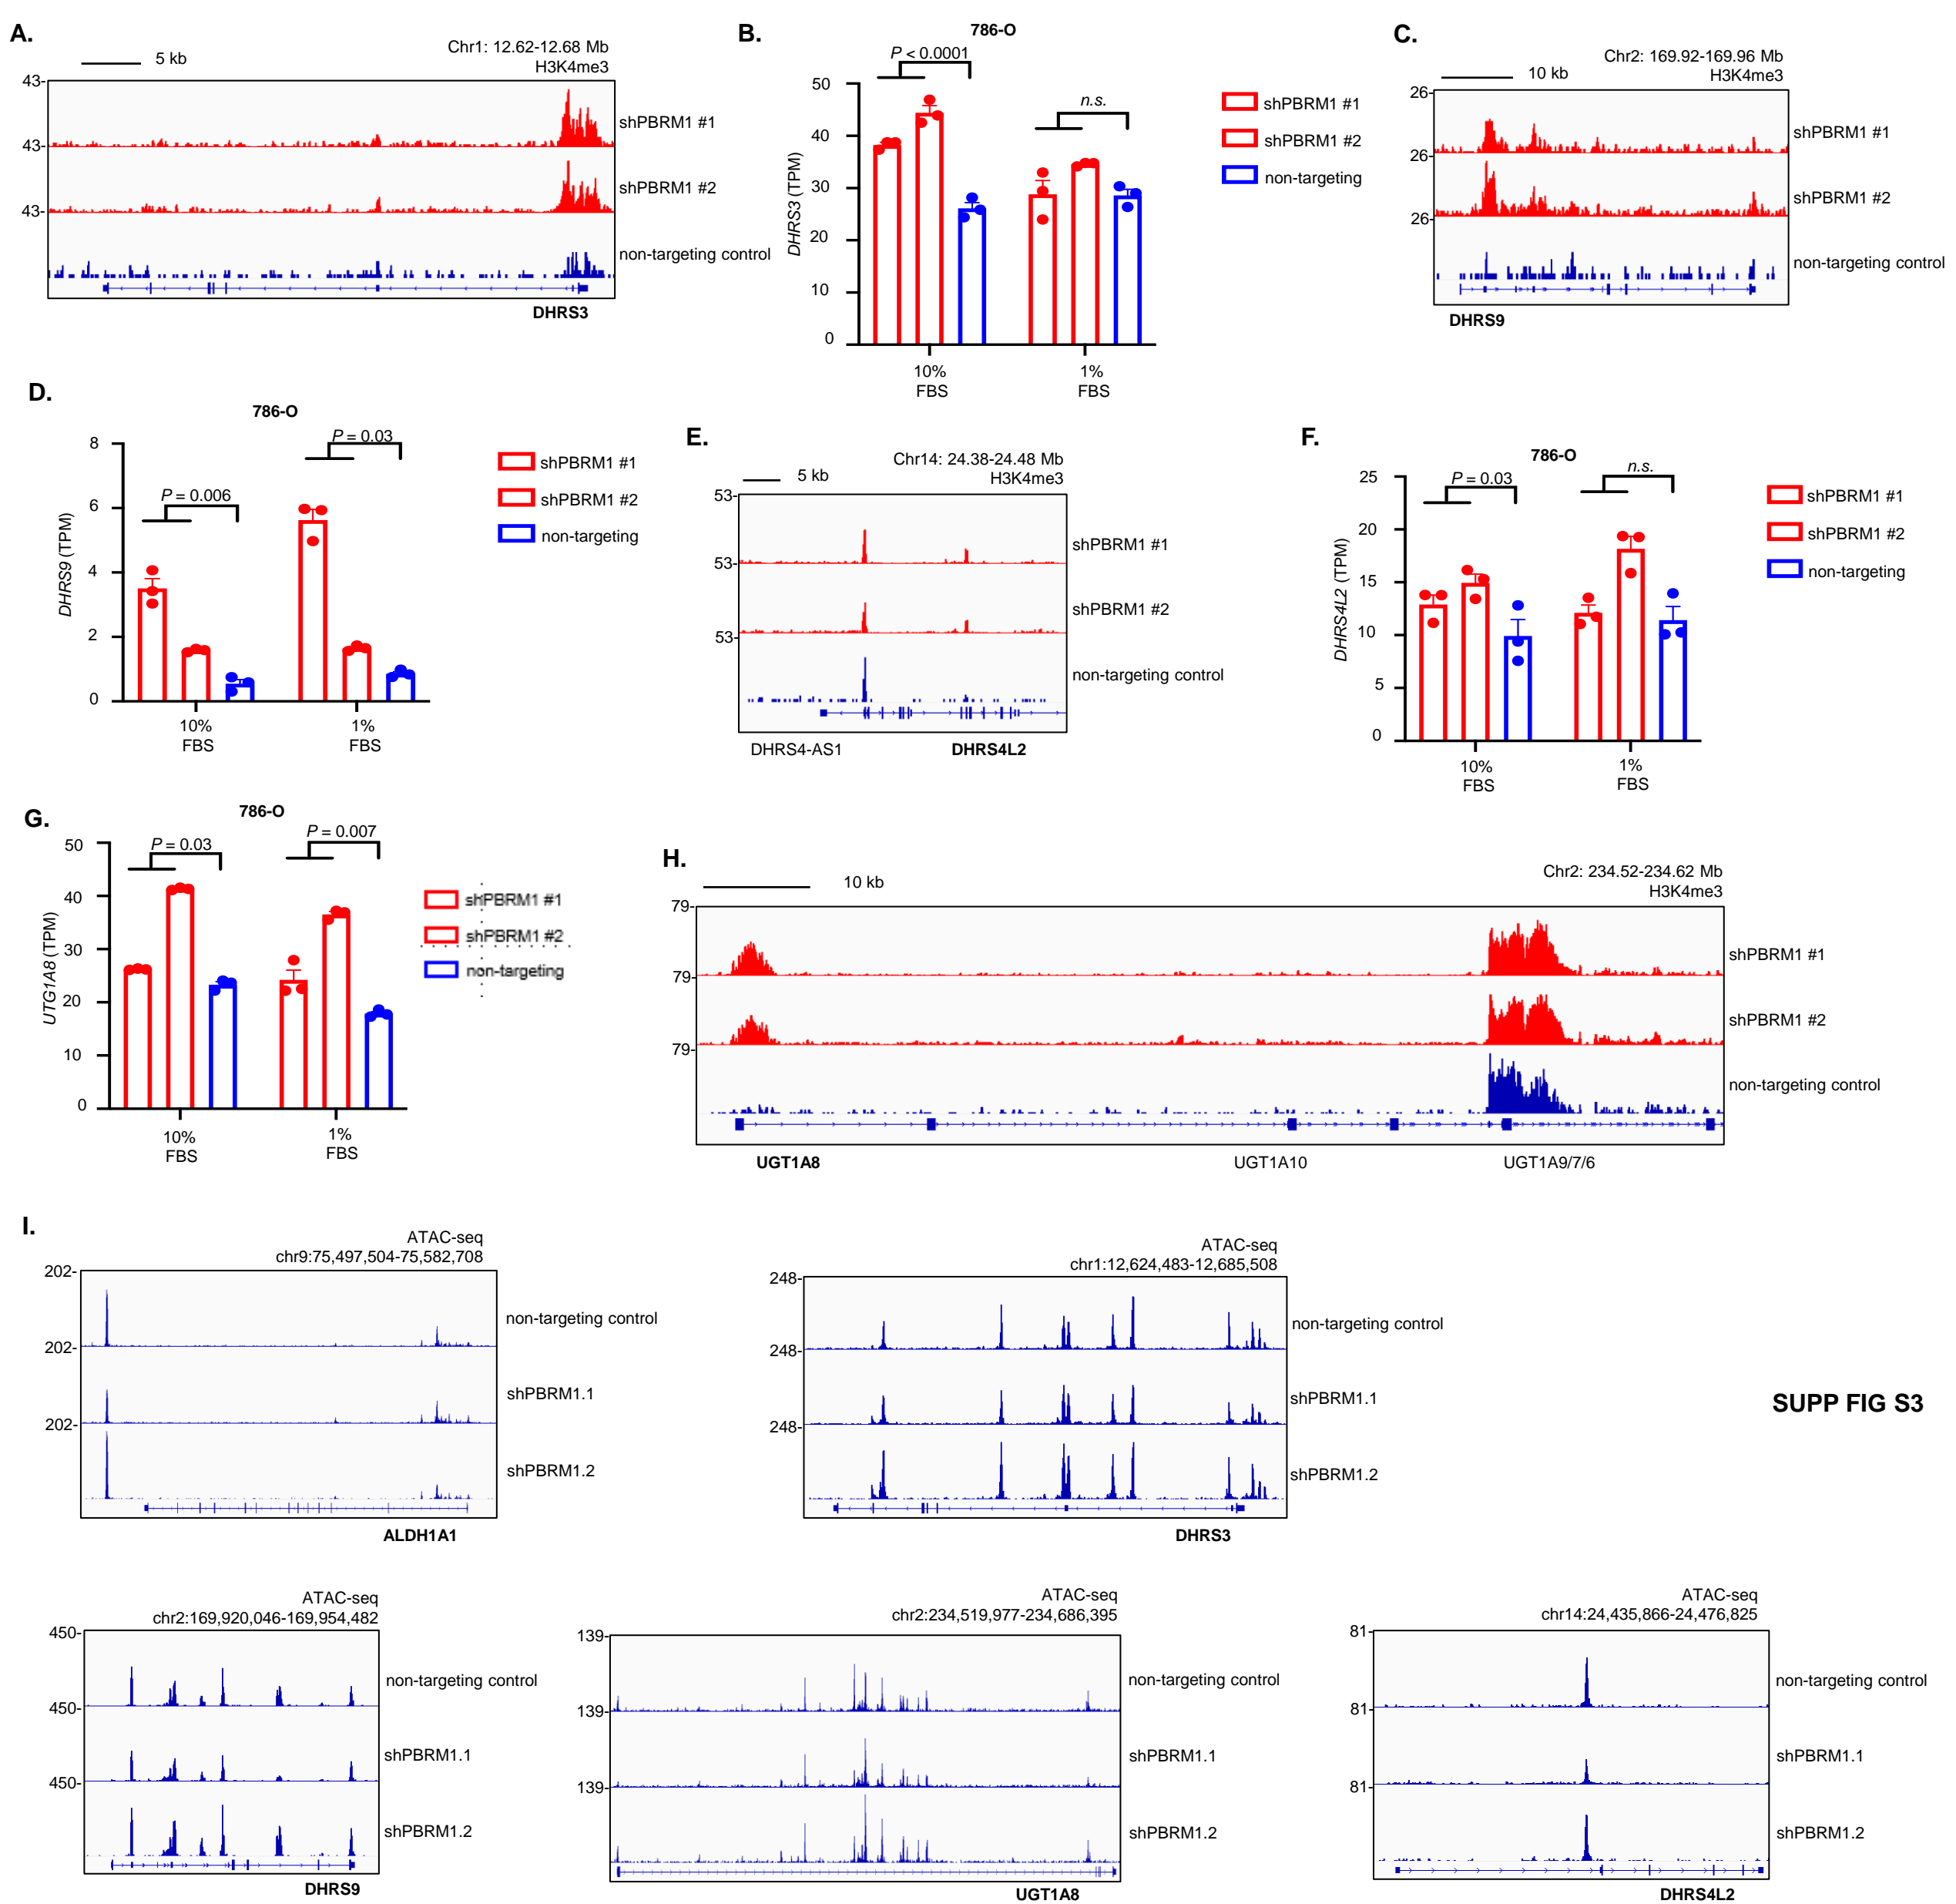 A.
5 kb
Chr1: 12.62-12.68 Mb
H3K4me3
43-
43-
43-
shPBRM1 #1
shPBRM1 #2
non-targeting control
DHRS3
B.
786-O
P < 0.0001
n.s.
DHRS3 (TPM)
50
40
30
20
10
0
10%
FBS
1%
FBS
shPBRM1 #1
shPBRM1 #2
non-targeting
C.
Chr2: 169.92-169.96 Mb
10 kb
H3K4me3
26-
26-
26-
shPBRM1 #1
shPBRM1 #2
non-targeting control
DHRS9
D.
786-O
P = 0.006
P = 0.03
DHRS9 (TPM)
8
6
4
2
0
10%
FBS
1%
FBS
shPBRM1 #1
shPBRM1 #2
non-targeting
E.
Chr14: 24.38-24.48 Mb
5 kb
H3K4me3
53-
53-
53-
shPBRM1 #1
shPBRM1 #2
non-targeting control
DHRS4-AS1
DHRS4L2
F.
786-O
P = 0.03
n.s.
DHRS4L2 (TPM)
25
20
15
10
5
0
10%
FBS
1%
FBS
shPBRM1 #1
shPBRM1 #2
non-targeting
G.
786-O
P = 0.03
P = 0.007
UTG1A8 (TPM)
50
40
30
20
10
0
10%
FBS
1%
FBS
shPBRM1 #1
shPBRM1 #2
non-targeting
H.
10 kb
Chr2: 234.52-234.62 Mb
H3K4me3
79-
79-
79-
shPBRM1 #1
shPBRM1 #2
non-targeting control
UGT1A8
UGT1A10
UGT1A9/7/6
I.
ATAC-seq
chr9:75,497,504-75,582,708
202-
202-
202-
non-targeting control
shPBRM1.1
shPBRM1.2
ALDH1A1
ATAC-seq
chr1:12,624,483-12,685,508
248-
248-
248-
non-targeting control
shPBRM1.1
shPBRM1.2
DHRS3
SUPP FIG S3
ATAC-seq
chr2:169,920,046-169,954,482
450-
450-
450-
non-targeting control
shPBRM1.1
shPBRM1.2
DHRS9
ATAC-seq
chr2:234,519,977-234,686,395
139-
139-
139-
non-targeting control
shPBRM1.1
shPBRM1.2
UGT1A8
ATAC-seq
chr14:24,435,866-24,476,825
81-
81-
81-
non-targeting control
shPBRM1.1
shPBRM1.2
DHRS4L2